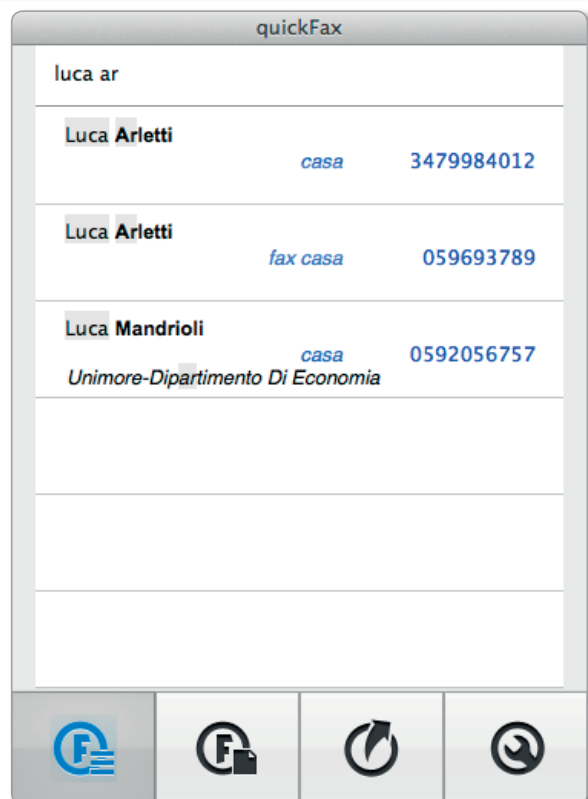 quickFax
luca ar
Luca Arletti
casa 3479984012
Luca Arletti
fax casa 059693789
Luca Mandrioli
casa 0592056757
Unimore-Dipartimento Di Economia
F F